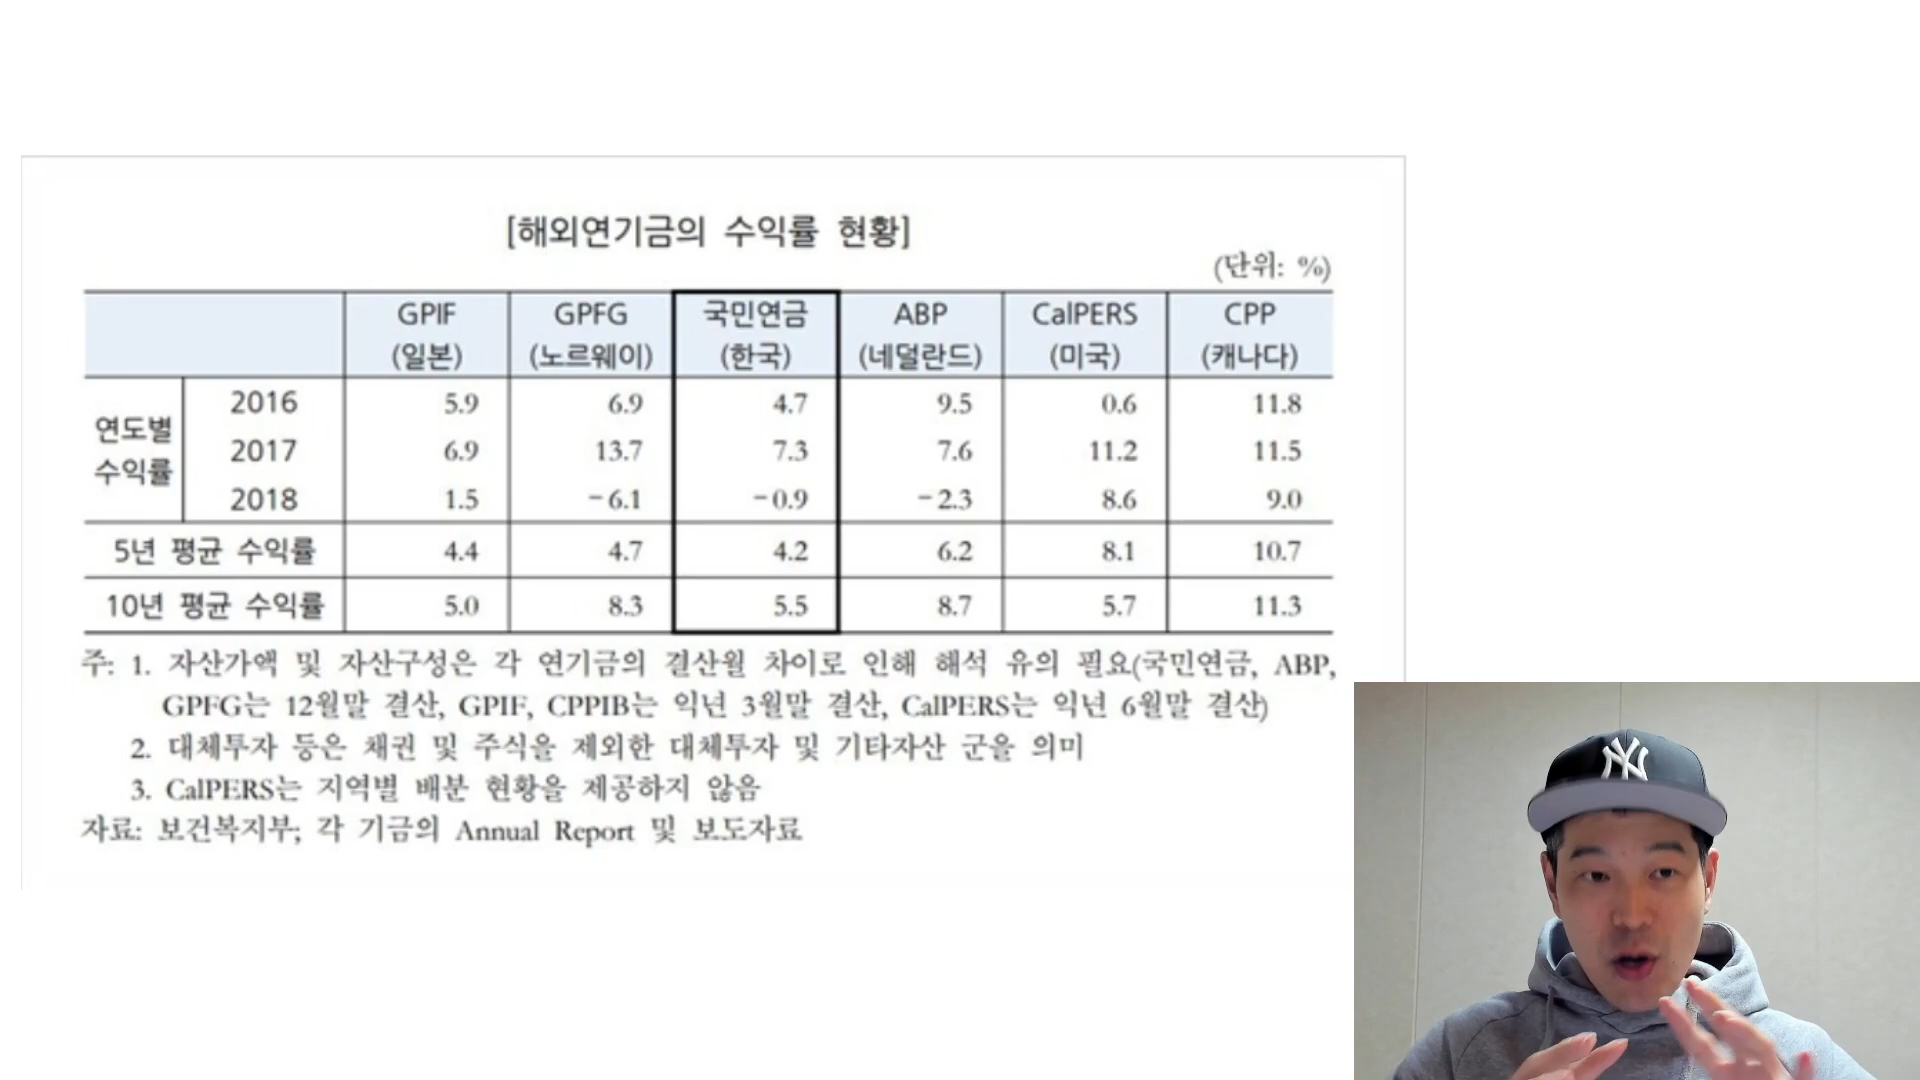 [해외연기금의 수익률 현황]
(단위: %)
GPIF GPFG 국민연금 ABP CalPERS CPP
(일본) (노르웨이) (한국) (네덜란드) (미국) (캐나다)
연도별 수익률
2016 5.9 6.9 4.7 9.5 0.6 11.8
2017 6.9 13.7 7.3 7.6 11.2 11.5
2018 1.5 -6.1 -0.9 -2.3 8.6 9.0
5년 평균 수익률 4.4 4.7 4.2 6.2 8.1 10.7
10년 평균 수익률 5.0 8.3 5.5 8.7 5.7 11.3
주: 1. 자산가액 및 자산구성은 각 연기금의 결산월 차이로 인해 해석 유의 필요(국민연금, ABP,
GPFG는 12월말 결산, GPIF, CPPIB는 익년 3월말 결산, CalPERS는 익년 6월말 결산)
2. 대체투자 등은 채권 및 주식을 제외한 대체투자 및 기타자산 군을 의미
3. CalPERS는 지역별 배분 현황을 제공하지 않음
자료: 보건복지부; 각 기금의 Annual Report 및 보도자료
NY